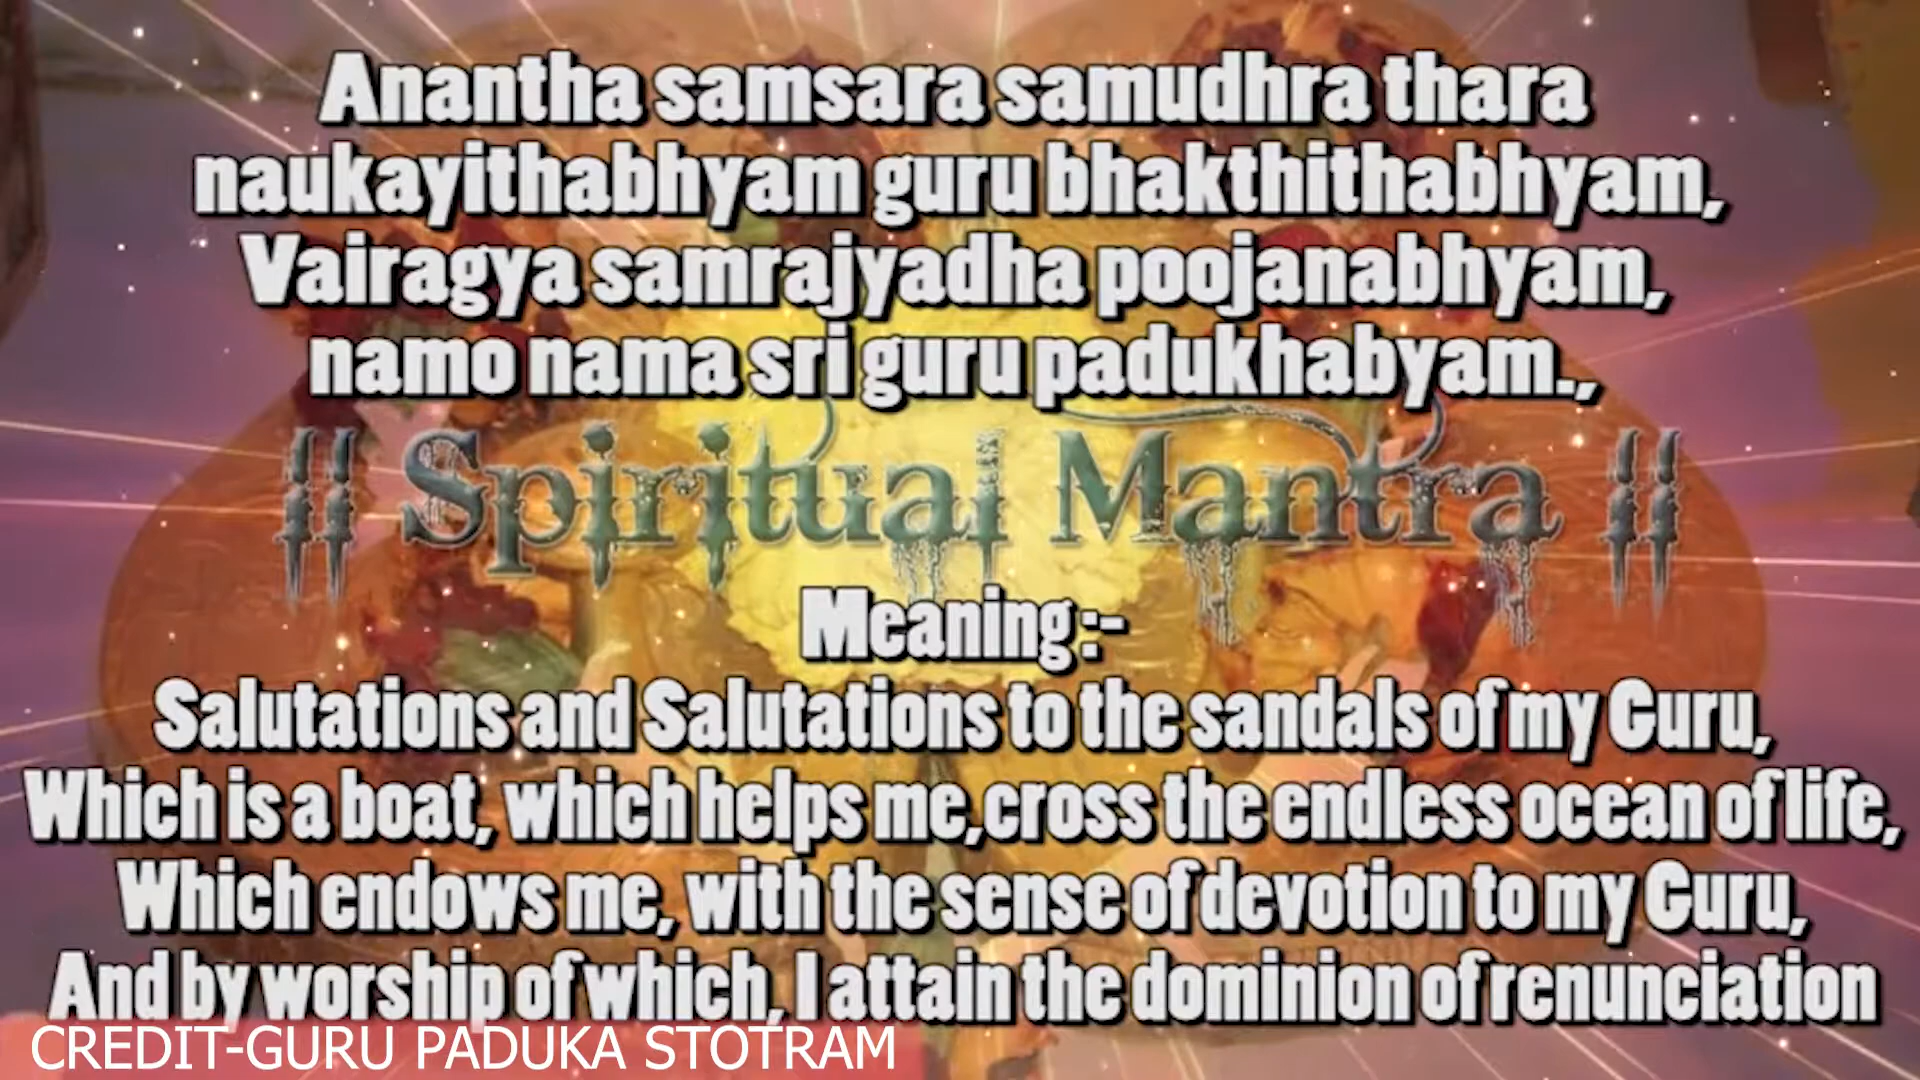 Anantha samsara samudhra thara
naukayithabhyam guru bhakthithabhyam,
Vairagya samrajyadha poojanabhyam,
namo nama sri guru padukhabyam.,
|| Spiritual Mantra ||
Meaning:-
Salutations and Salutations to the sandals of my Guru,
Which is a boat, which helps me,cross the endless ocean of life,
Which endows me, with the sense of devotion to my Guru,
And by worship of which, I attain the dominion of renunciation
CREDIT-GURU PADUKA STOTRAM